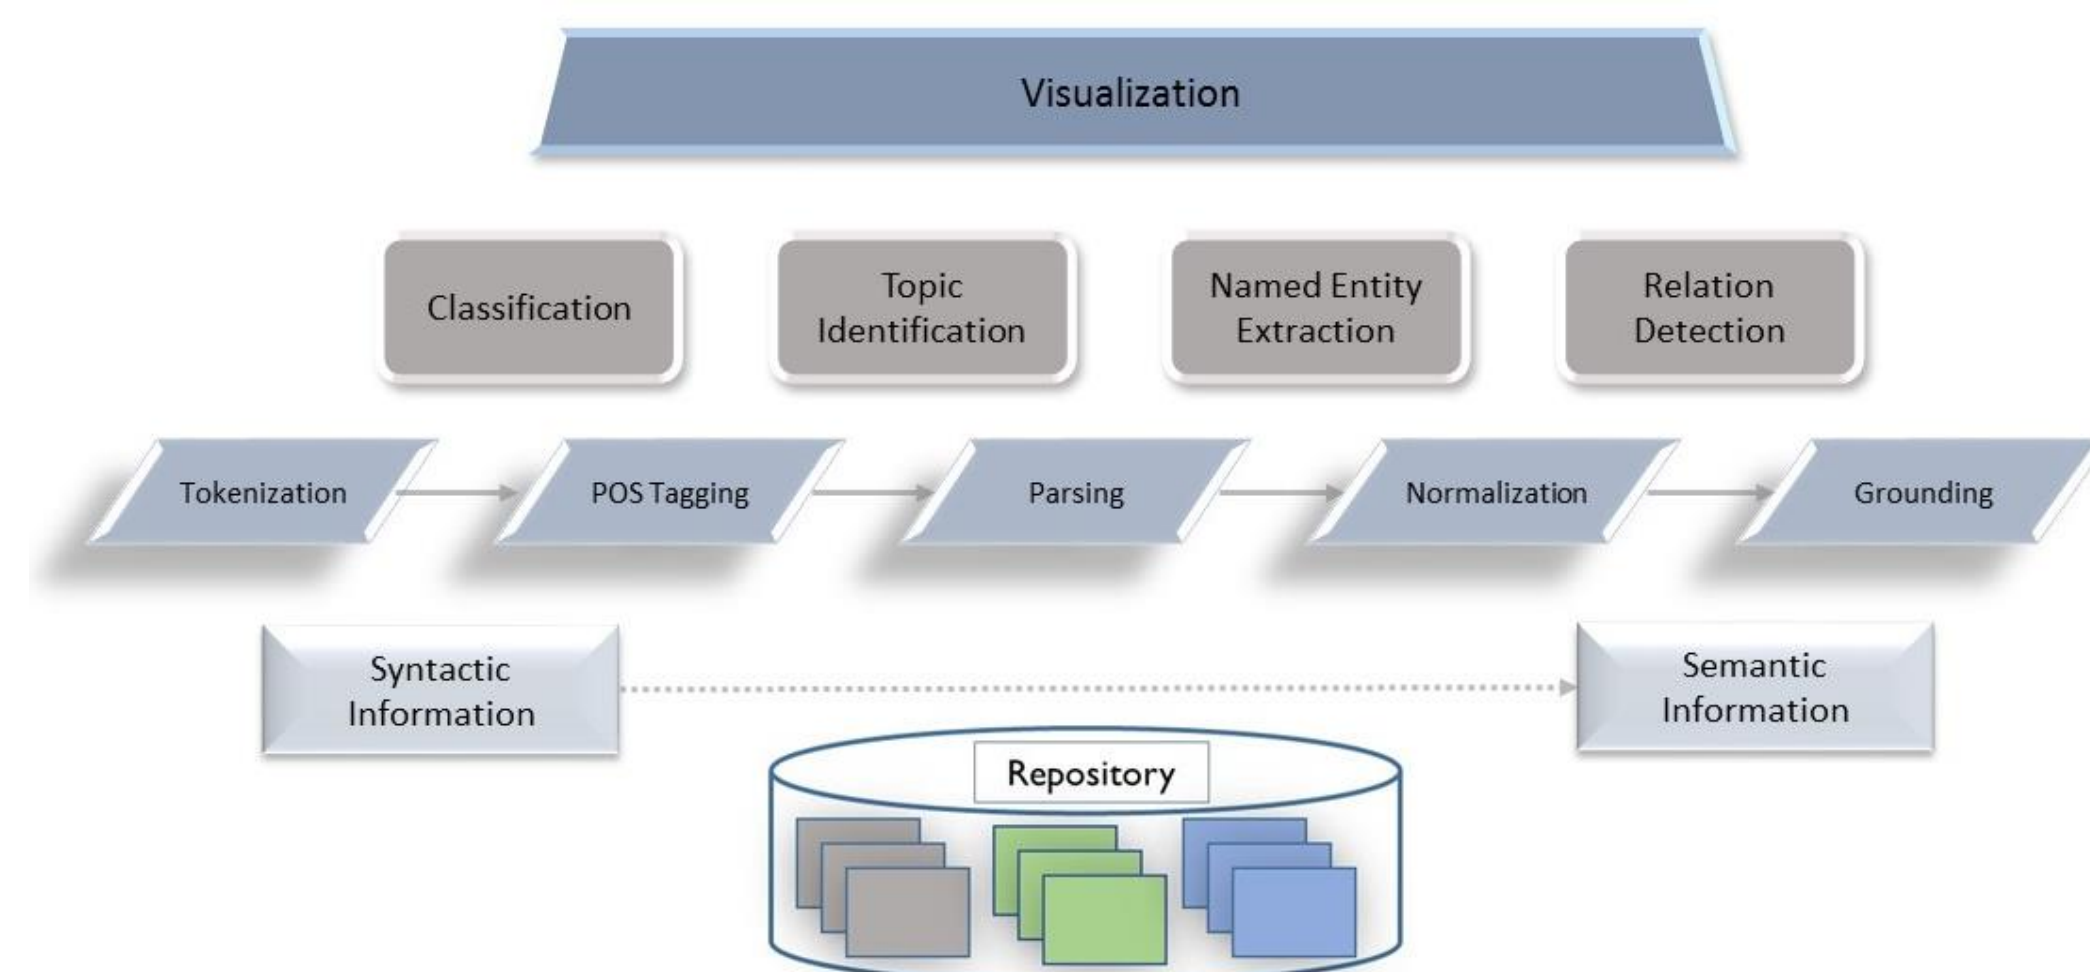 Visualization
Classification
Topic
Identification
Named Entity
Extraction
Relation
Detection
Tokenization
POS Tagging
Parsing
Normalization
Grounding
Syntactic
Information
Semantic
Information
Repository